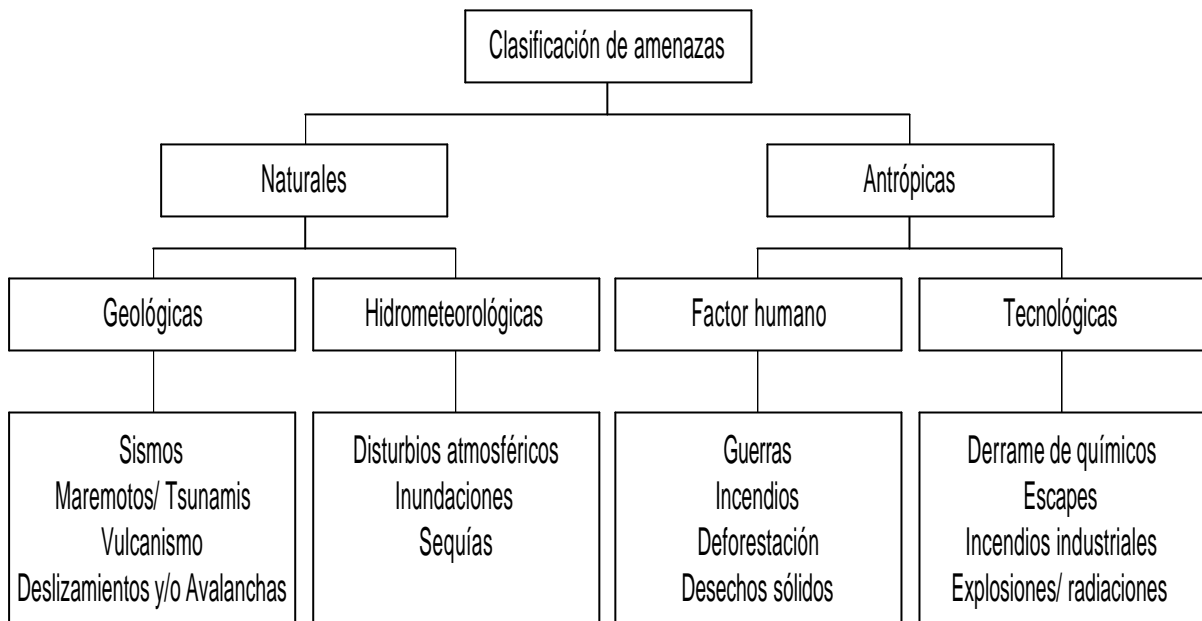 Clasificación de amenazas
Naturales
Antrópicas
Geológicas
Hidrometeorológicas
Factor humano
Tecnológicas
Sismos
Maremotos/ Tsunamis
Vulcanismo
Deslizamientos y/o Avalanchas
Disturbios atmosféricos
Inundaciones
Sequías
Guerras
Incendios
Deforestación
Desechos sólidos
Derrame de químicos
Escapes
Incendios industriales
Explosiones/ radiaciones